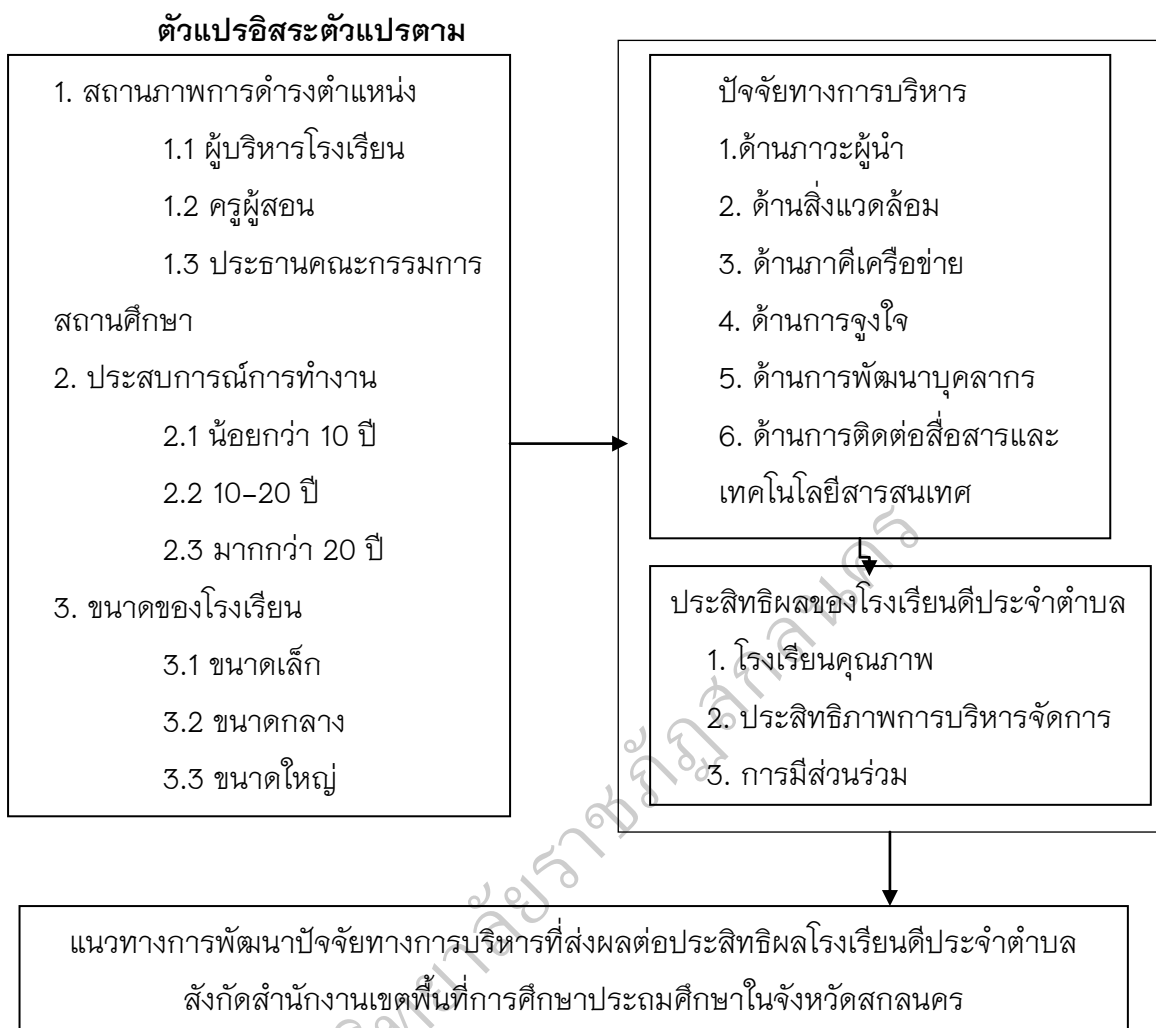 ตัวแปรอิสระตัวแปรตาม
1. สถานภาพการดำรงตำแหน่ง
1.1 ผู้บริหารโรงเรียน
1.2 ครูผู้สอน
1.3 ประธานคณะกรรมการ
สถานศึกษา
2. ประสบการณ์การทำงาน
2.1 น้อยกว่า 10 ปี
2.2 10–20 ปี
2.3 มากกว่า 20 ปี
3. ขนาดของโรงเรียน
3.1 ขนาดเล็ก
3.2 ขนาดกลาง
3.3 ขนาดใหญ่
ปัจจัยทางการบริหาร
1.ด้านภาวะผู้นำ
2. ด้านสิ่งแวดล้อม
3. ด้านภาคีเครือข่าย
4. ด้านการจูงใจ
5. ด้านการพัฒนาบุคลากร
6. ด้านการติดต่อสื่อสารและ
เทคโนโลยีสารสนเทศ
ประสิทธิผลของโรงเรียนดีประจำตำบล
1. โรงเรียนคุณภาพ
2. ประสิทธิภาพการบริหารจัดการ
3. การมีส่วนร่วม
แนวทางการพัฒนาปัจจัยทางการบริหารที่ส่งผลต่อประสิทธิผลโรงเรียนดีประจำตำบล
สังกัดสำนักงานเขตพื้นที่การศึกษาประถมศึกษาในจังหวัดสกลนคร